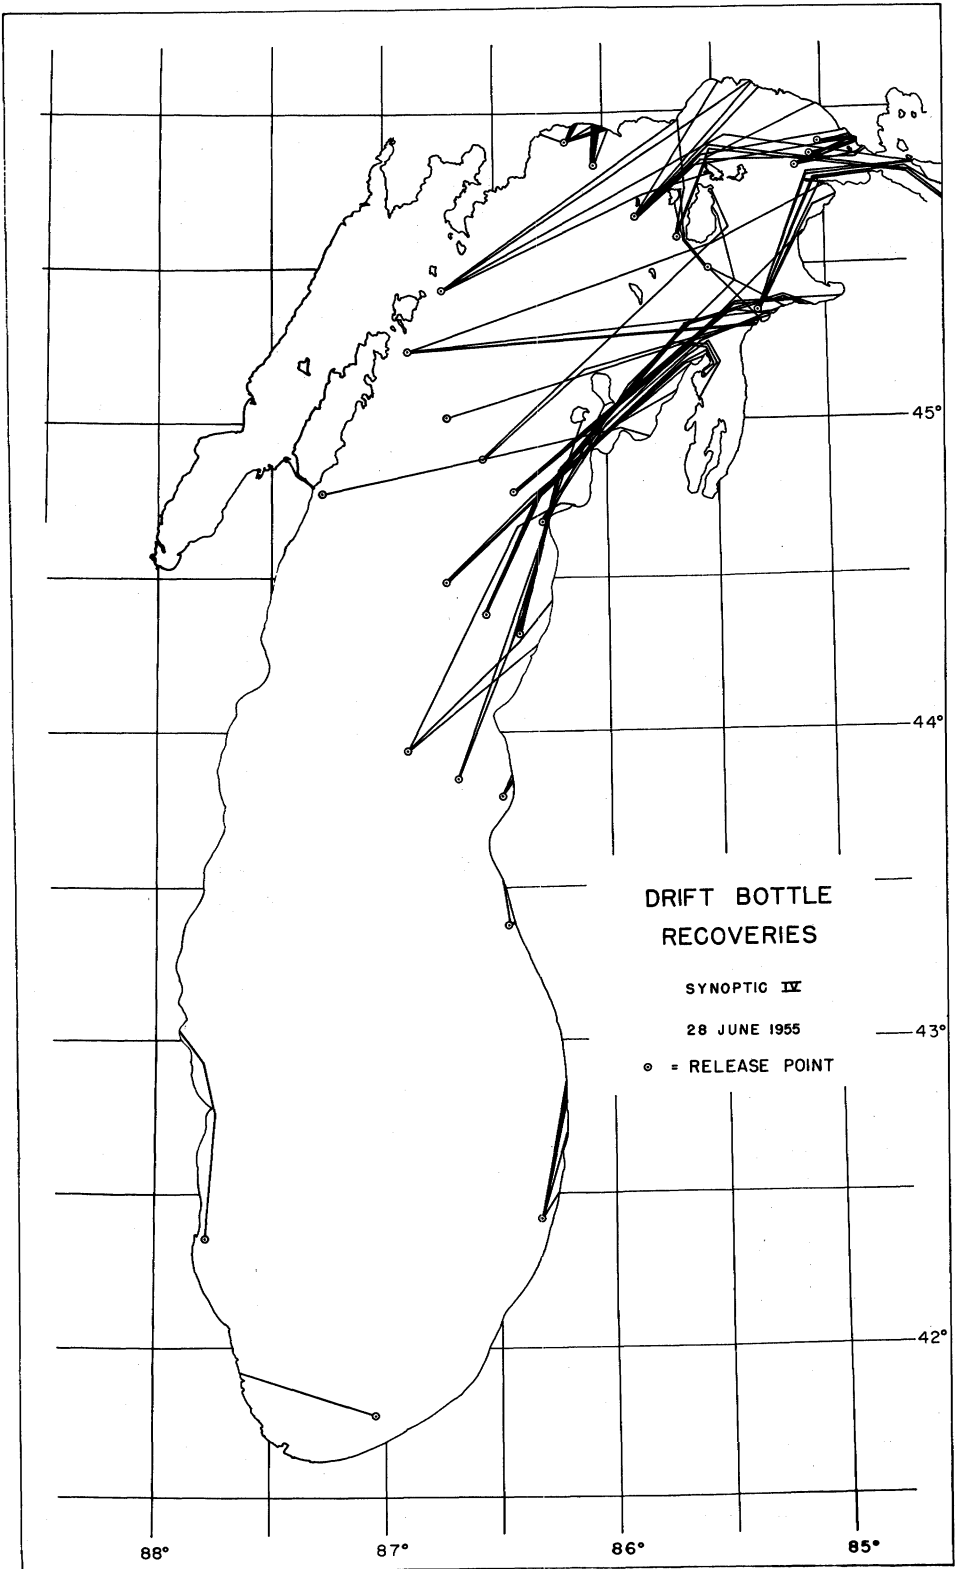 45°
44°
DRIFT BOTTLE
RECOVERIES
SYNOPTIC IV
28 JUNE 1955
43°
⊙ = RELEASE POINT
42°
88°
87°
86°
85°